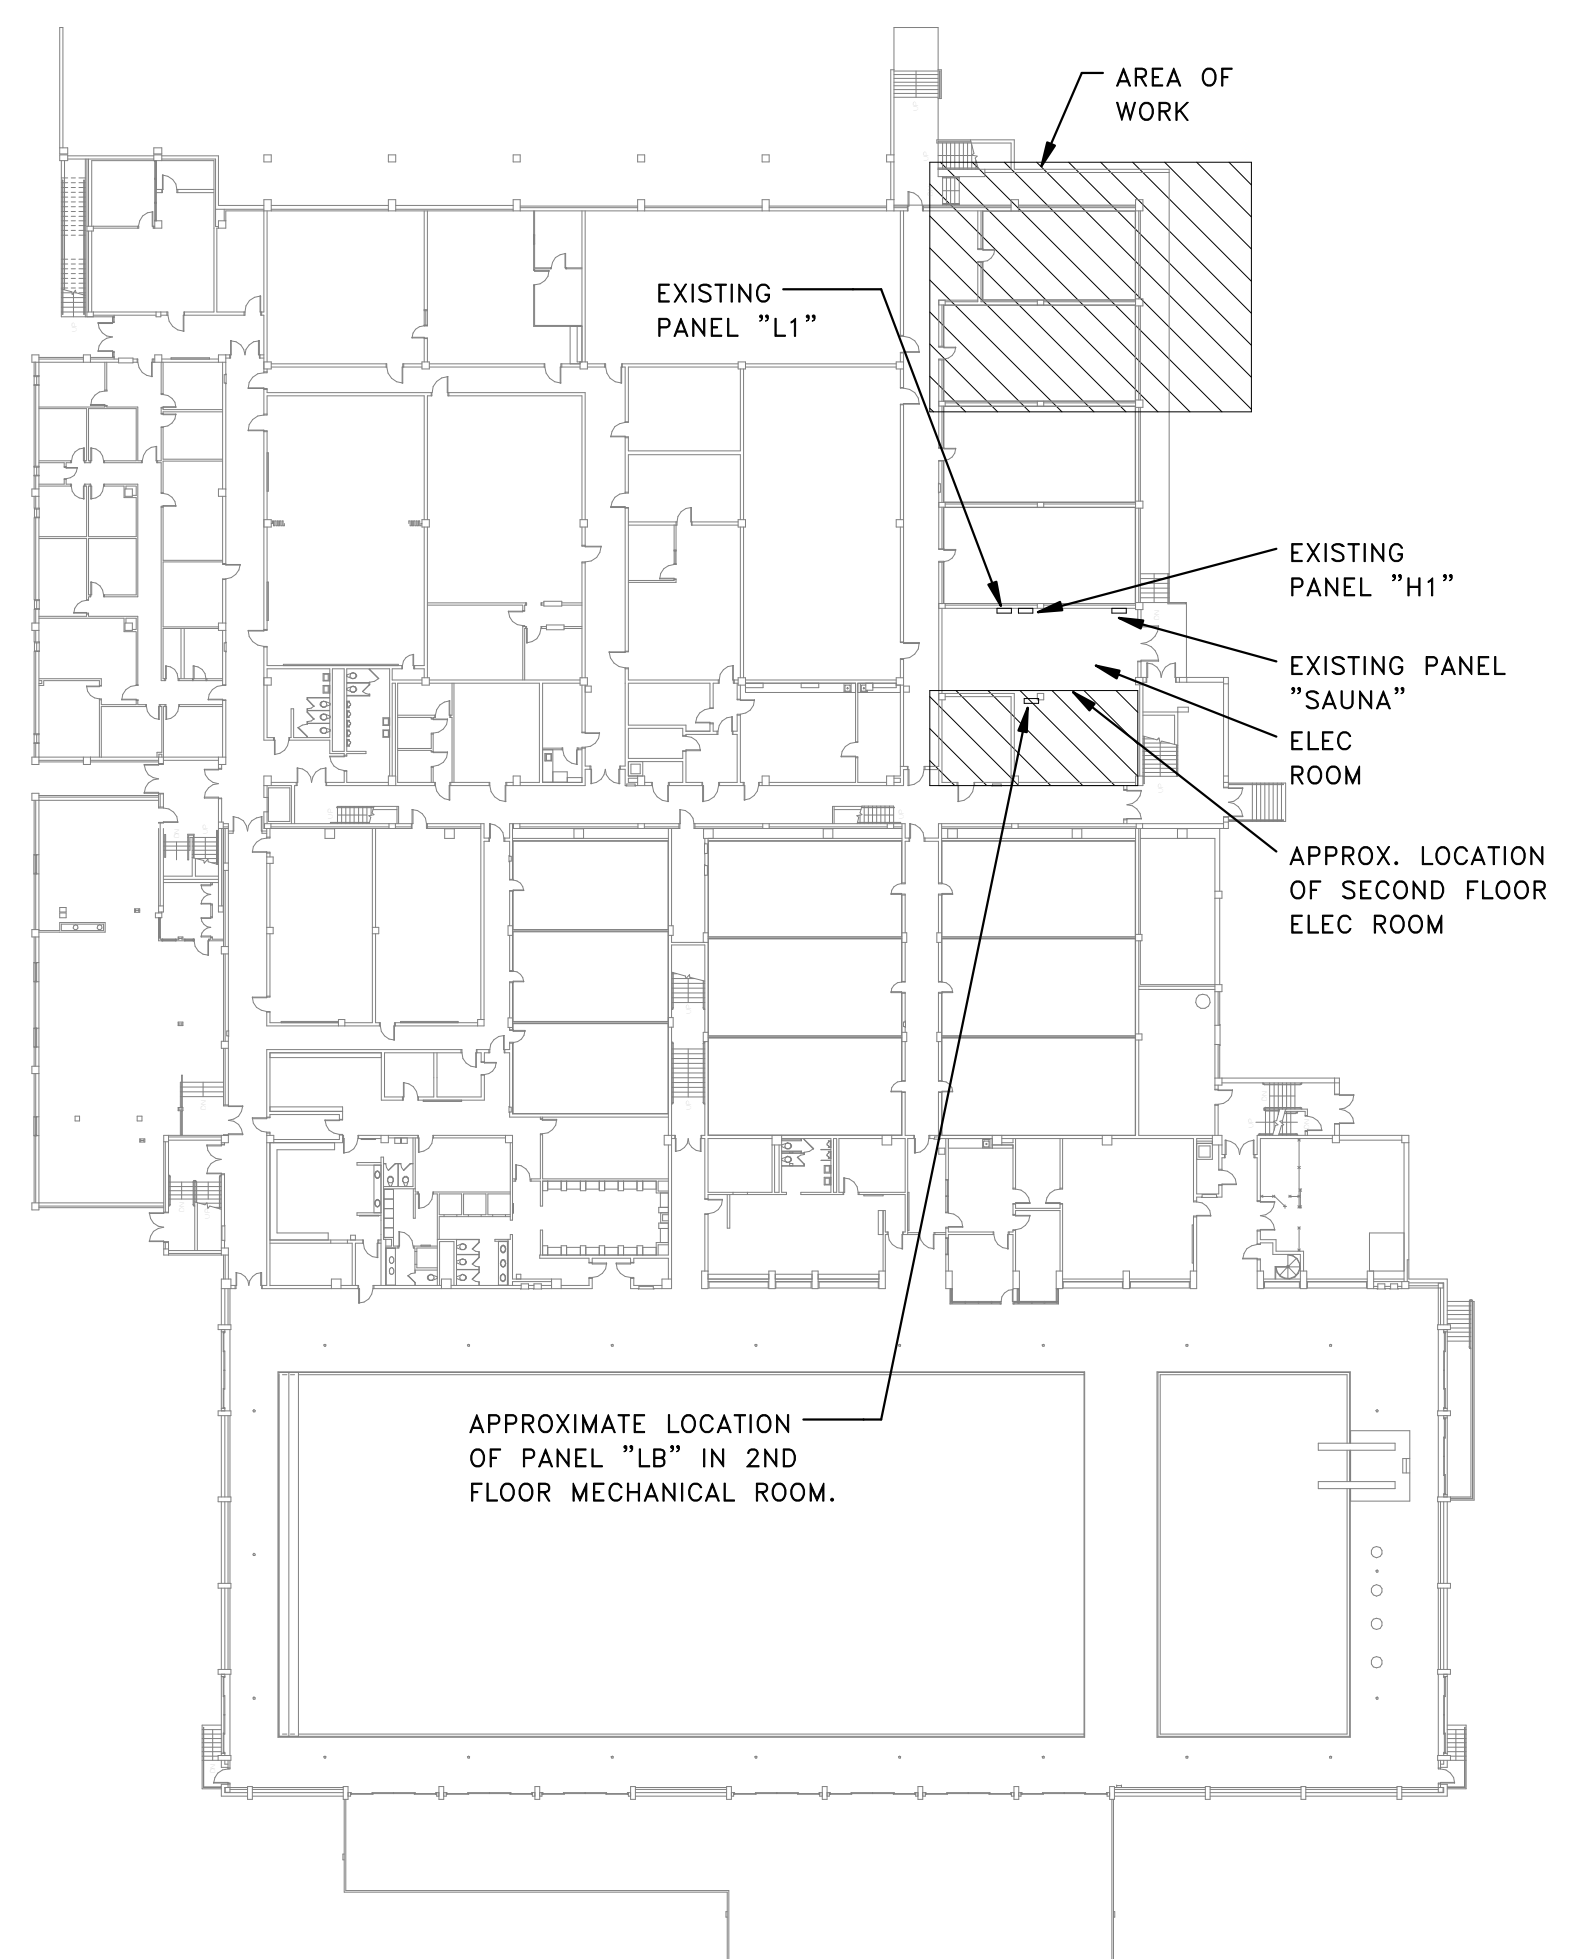 AREA OF
WORK
EXISTING
PANEL ”L1”
EXISTING
PANEL ”H1”
EXISTING PANEL
”SAUNA”
ELEC
ROOM
APPROX. LOCATION
OF SECOND FLOOR
ELEC ROOM
APPROXIMATE LOCATION
OF PANEL ”LB” IN 2ND
FLOOR MECHANICAL ROOM.